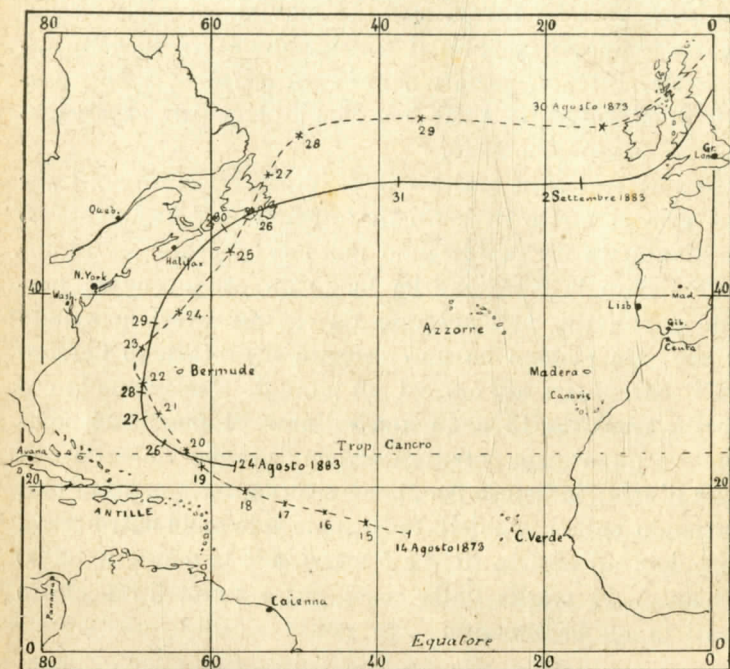 80
60
40
20
0
30 Agosto 1873
29
28
27
Gr.
Lon.
31
2 Settembre 1883
Queb.
30
26
25
Halifax
N. York
40
40
Mad.
Wash.
24
Lisb.
29
Azzorre
Gib.
Ceuta
23
22
Bermude
Madera
28
Canarie
27
21
26
20
Trop Cancro
Avana
19
24 Agosto 1883
20
20
18
17
16
ANTILLE
15
14 Agosto 1873
C. Verde
Panama
Caienna
0
Equatore
0
80
60
40
20
0